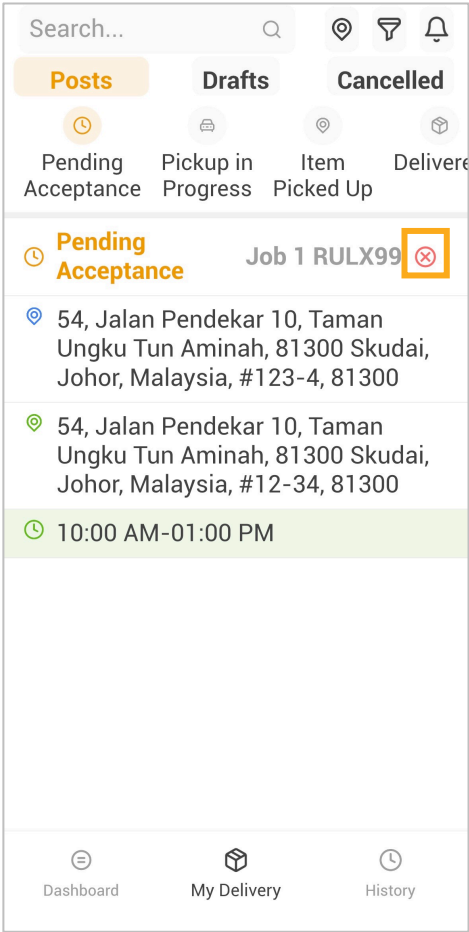 Search...
Posts Drafts Cancelled
Pending Acceptance
Pickup in Progress
Item Picked Up
Delivere
Pending Acceptance
Job 1 RULX99
54, Jalan Pendekar 10, Taman
Ungku Tun Aminah, 81300 Skudai,
Johor, Malaysia, #123-4, 81300
54, Jalan Pendekar 10, Taman
Ungku Tun Aminah, 81300 Skudai,
Johor, Malaysia, #12-34, 81300
10:00 AM-01:00 PM
Dashboard My Delivery History